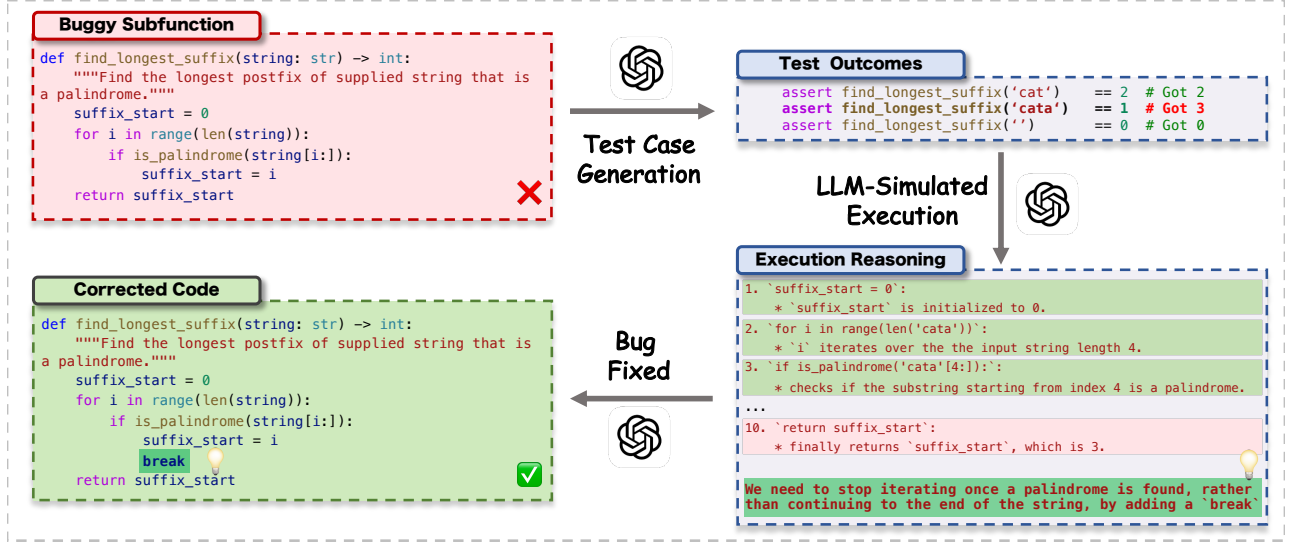 Buggy Subfunction
def find_longest_suffix(string: str) -> int:
"""Find the longest postfix of supplied string that is
a palindrome."""
suffix_start = 0
for i in range(len(string)):
if is_palindrome(string[i:]):
suffix_start = i
return suffix_start
Test Case
Generation
Test Outcomes
assert find_longest_suffix(‘cat‘) == 2 # Got 2
assert find_longest_suffix(‘cata‘) == 1 # Got 3
assert find_longest_suffix(‘’) == 0 # Got 0
LLM-Simulated
Execution
Execution Reasoning
1. `suffix_start = 0`:
* `suffix_start` is initialized to 0.
2. `for i in range(len('cata'))`:
* `i` iterates over the the input string length 4.
3. `if is_palindrome('cata'[4:]):`:
* checks if the substring starting from index 4 is a palindrome.
...
10. `return suffix_start`:
* finally returns `suffix_start`, which is 3.
We need to stop iterating once a palindrome is found, rather
than continuing to the end of the string, by adding a `break`
Bug
Fixed
Corrected Code
def find_longest_suffix(string: str) -> int:
"""Find the longest postfix of supplied string that is
a palindrome."""
suffix_start = 0
for i in range(len(string)):
if is_palindrome(string[i:]):
suffix_start = i
break
return suffix_start